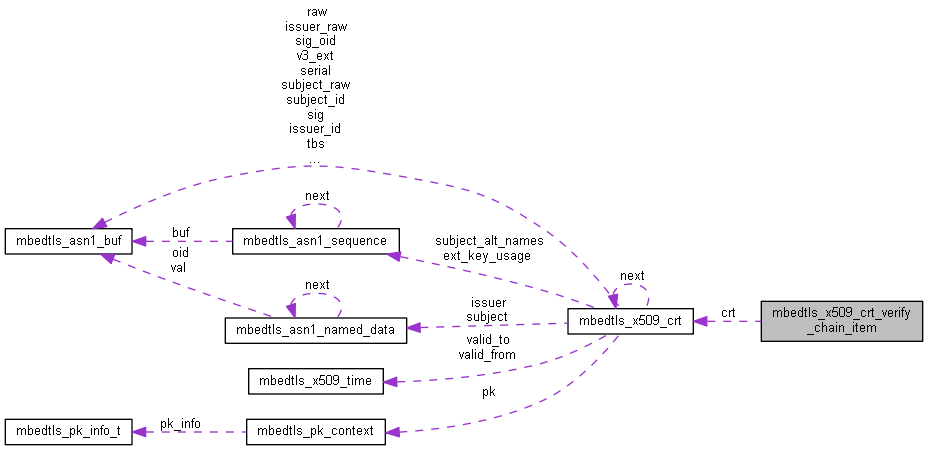 raw
issuer_raw
sig_oid
v3_ext
serial
subject_raw
subject_id
sig
issuer_id
tbs
...
next
mbedtls_asn1_buf
buf
mbedtls_asn1_sequence
oid
val
subject_alt_names
ext_key_usage
next
mbedtls_asn1_named_data
issuer
subject
next
mbedtls_x509_crt
crt
mbedtls_x509_crt_verify
_chain_item
valid_to
valid_from
mbedtls_x509_time
pk
mbedtls_pk_info_t
pk_info
mbedtls_pk_context